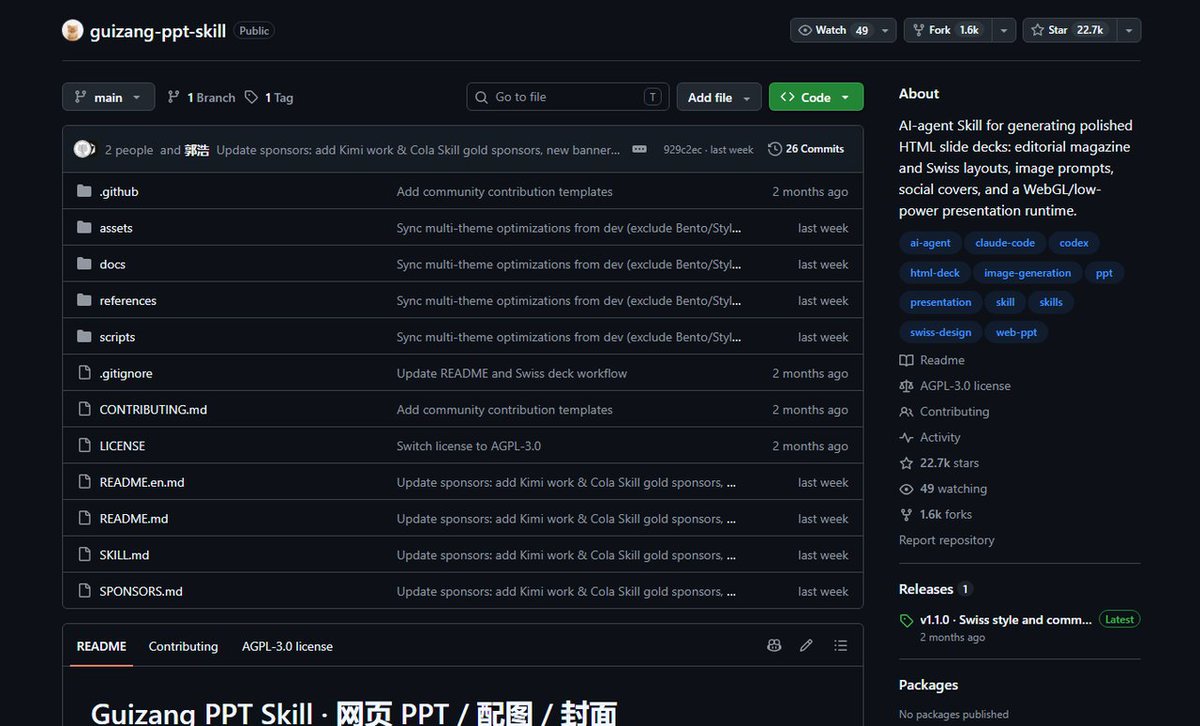 guizang-ppt-skill Public
Watch 49 Fork 1.6k Star 22.7k
main 1 Branch 1 Tag Go to file T Add file Code
2 people and 郭浩 Update sponsors: add Kimi work & Cola Skill gold sponsors, new banner... 929c2ec · last week 26 Commits
.github Add community contribution templates 2 months ago
assets Sync multi-theme optimizations from dev (exclude Bento/Styl... last week
docs Sync multi-theme optimizations from dev (exclude Bento/Styl... last week
references Sync multi-theme optimizations from dev (exclude Bento/Styl... last week
scripts Sync multi-theme optimizations from dev (exclude Bento/Styl... last week
.gitignore Update README and Swiss deck workflow 2 months ago
CONTRIBUTING.md Add community contribution templates 2 months ago
LICENSE Switch license to AGPL-3.0 2 months ago
README.en.md Update sponsors: add Kimi work & Cola Skill gold sponsors, ... last week
README.md Update sponsors: add Kimi work & Cola Skill gold sponsors, ... last week
SKILL.md Update sponsors: add Kimi work & Cola Skill gold sponsors, ... last week
SPONSORS.md Update sponsors: add Kimi work & Cola Skill gold sponsors, ... last week
README Contributing AGPL-3.0 license
Guizang PPT Skill · 网页 PPT / 配图 / 封面
About
AI-agent Skill for generating polished
HTML slide decks: editorial magazine
and Swiss layouts, image prompts,
social covers, and a WebGL/low-
power presentation runtime.
ai-agent claude-code codex
html-deck image-generation ppt
presentation skill skills
swiss-design web-ppt
Readme
AGPL-3.0 license
Contributing
Activity
22.7k stars
49 watching
1.6k forks
Report repository
Releases 1
v1.1.0 · Swiss style and comm... Latest
2 months ago
Packages
No packages published